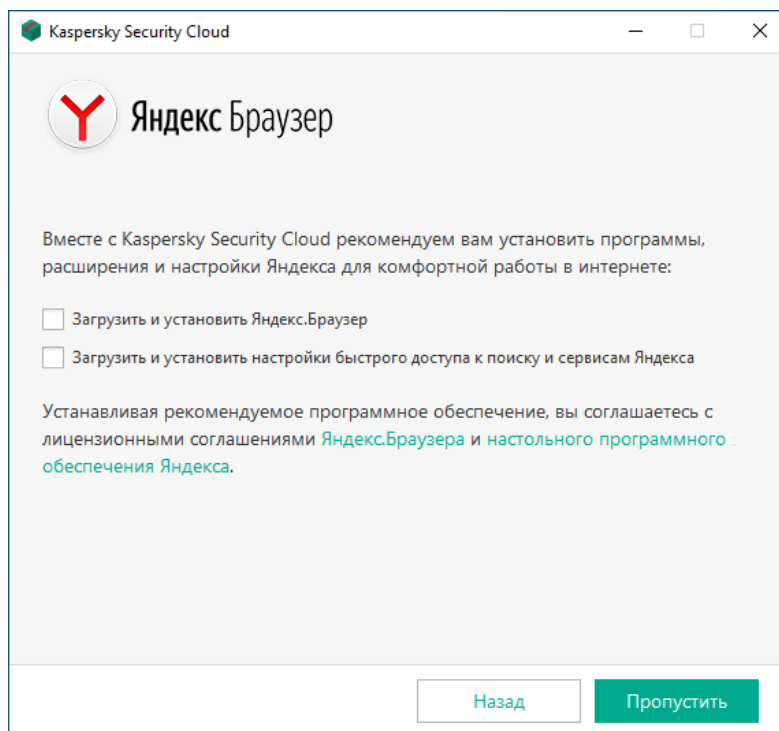 Kaspersky Security Cloud
Яндекс Браузер
Вместе с Kaspersky Security Cloud рекомендуем вам установить программы,
расширения и настройки Яндекса для комфортной работы в интернете:
Загрузить и установить Яндекс.Браузер
Загрузить и установить настройки быстрого доступа к поиску и сервисам Яндекса
Устанавливая рекомендуемое программное обеспечение, вы соглашаетесь с
лицензионными соглашениями Яндекс.Браузера и настольного программного
обеспечения Яндекса.
Назад
Пропустить